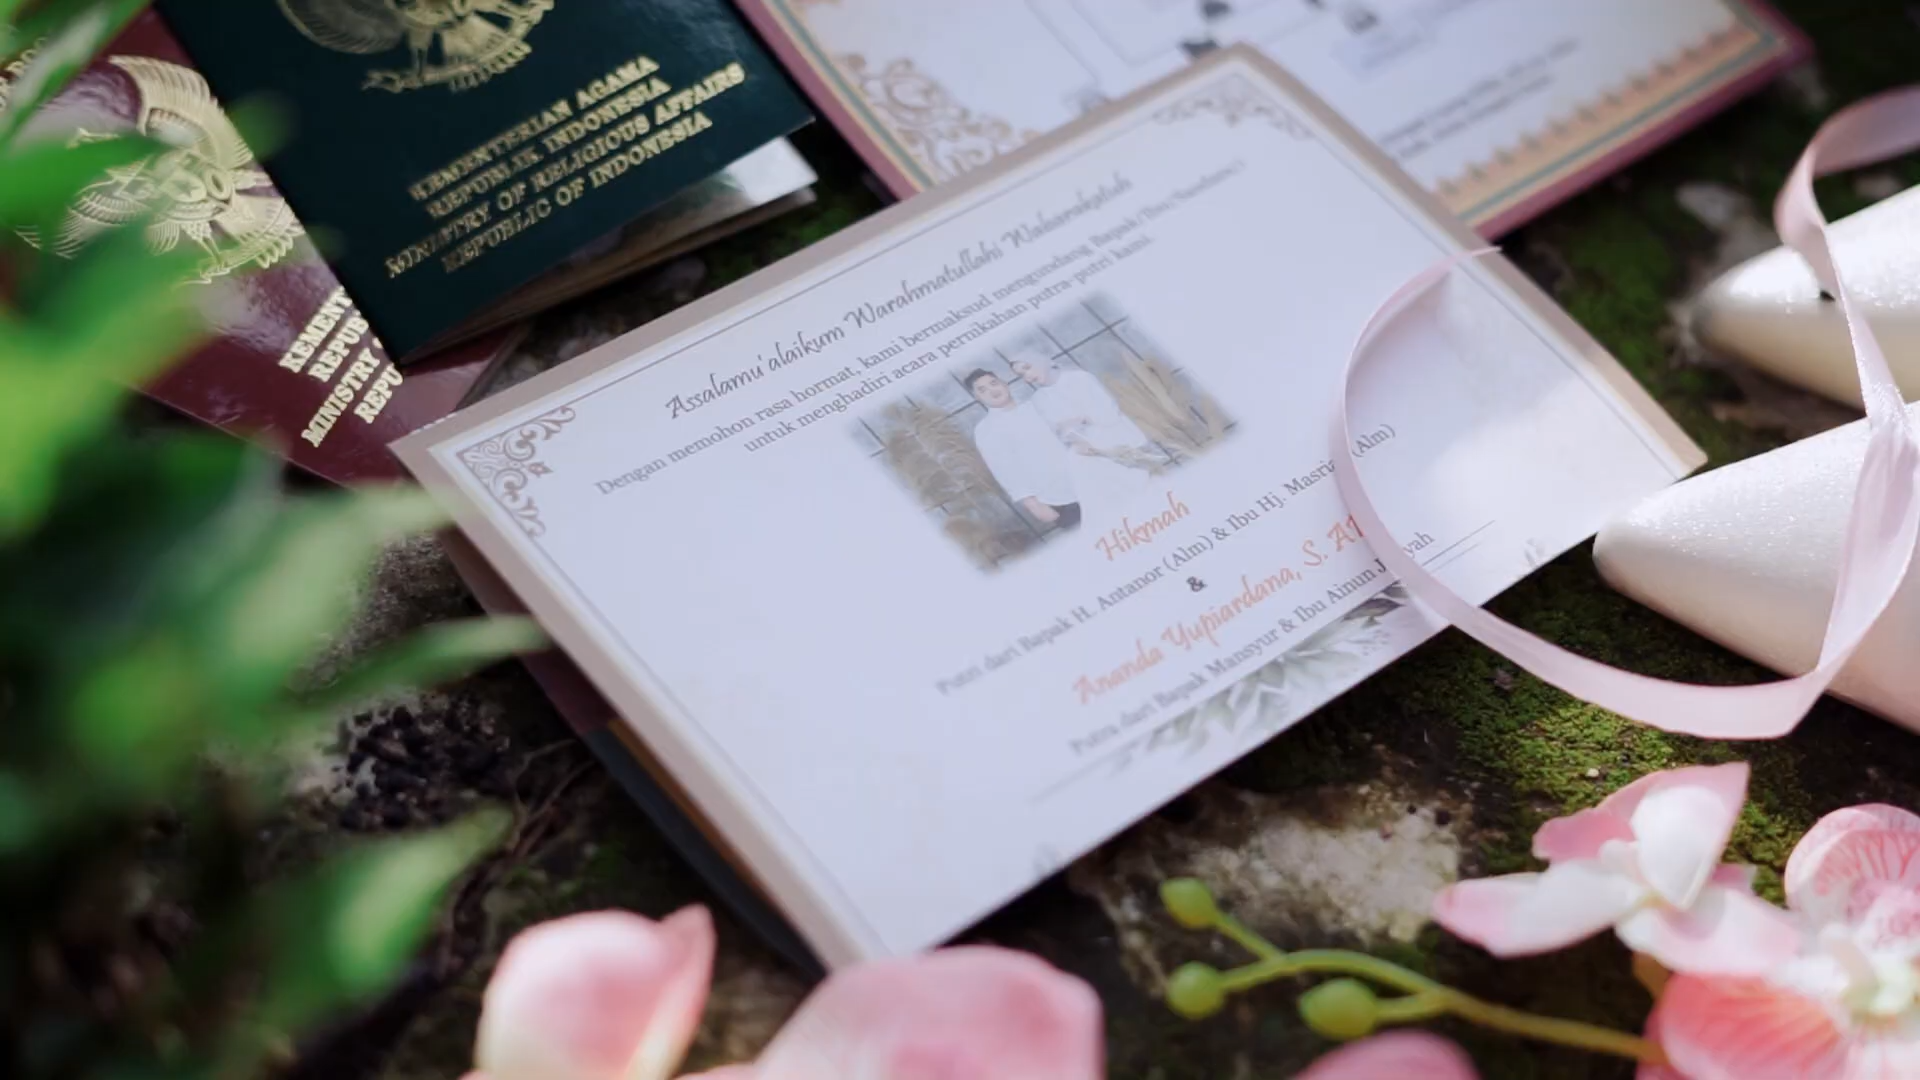 KEMENTERIAN AGAMA
REPUBLIK INDONESIA
MINISTRY OF RELIGIOUS AFFAIRS
REPUBLIC OF INDONESIA
KEMENT
REPUB
MINISTRY
REPU
Assalamu'alaikum Warahmatullahi Wabarakatuh
Dengan memohon rasa hormat, kami bermaksud mengundang Bapak/Ibu/Saudara/i
untuk menghadiri acara pernikahan putra-putri kami.
Hikmah
Putri dari Bapak H. Antanor (Alm) & Ibu Hj. (Alm)
&
Ananda Yupiardana, S.
Putra dari Bapak Mansyur & Ibu Ainun